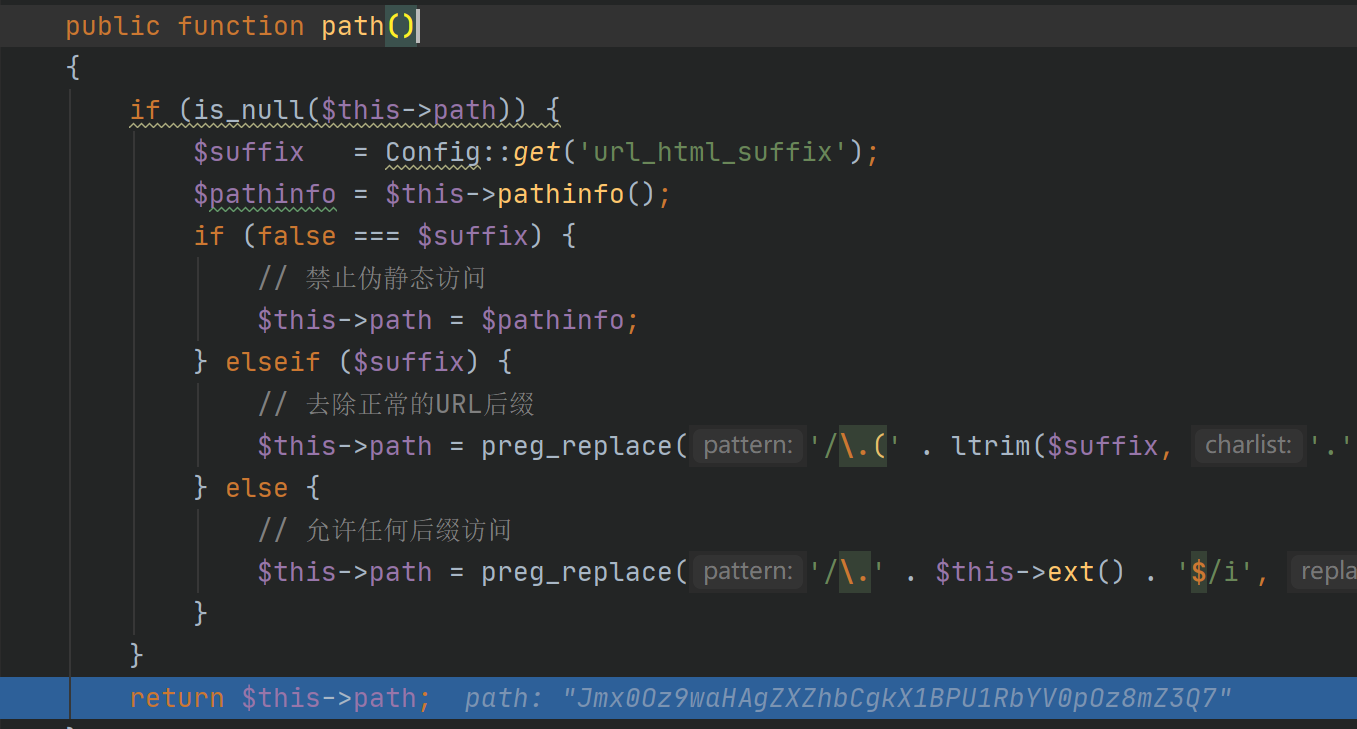 public function path()
{
if (is_null($this->path)) {
$suffix = Config::get('url_html_suffix');
$pathinfo = $this->pathinfo();
if (false === $suffix) {
// 禁止伪静态访问
$this->path = $pathinfo;
} elseif ($suffix) {
// 去除正常的URL后缀
$this->path = preg_replace( pattern: '/\.(' . ltrim($suffix, charlist: '.'
} else {
// 允许任何后缀访问
$this->path = preg_replace( pattern: '/\.' . $this->ext() . '$/i', repla
}
}
return $this->path; path: "Jmx0Oz9waHAgZXZhbCgkX1BPU1RbYV0pOz8mZ3Q7"